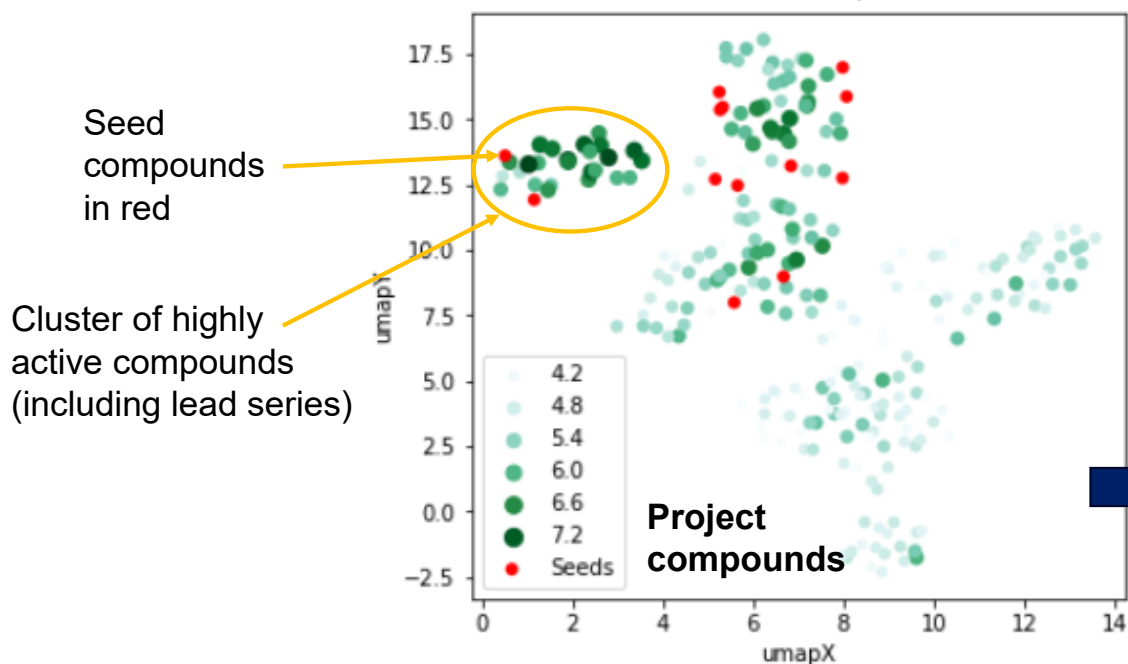 Seed
compounds
in red
Cluster of highly
active compounds
(including lead series)
umapY
17.5
15.0
12.5
10.0
7.5
5.0
2.5
0.0
−2.5
4.2
4.8
5.4
6.0
6.6
7.2
Seeds
Project
compounds
0 2 4 6 8 10 12 14
umapX